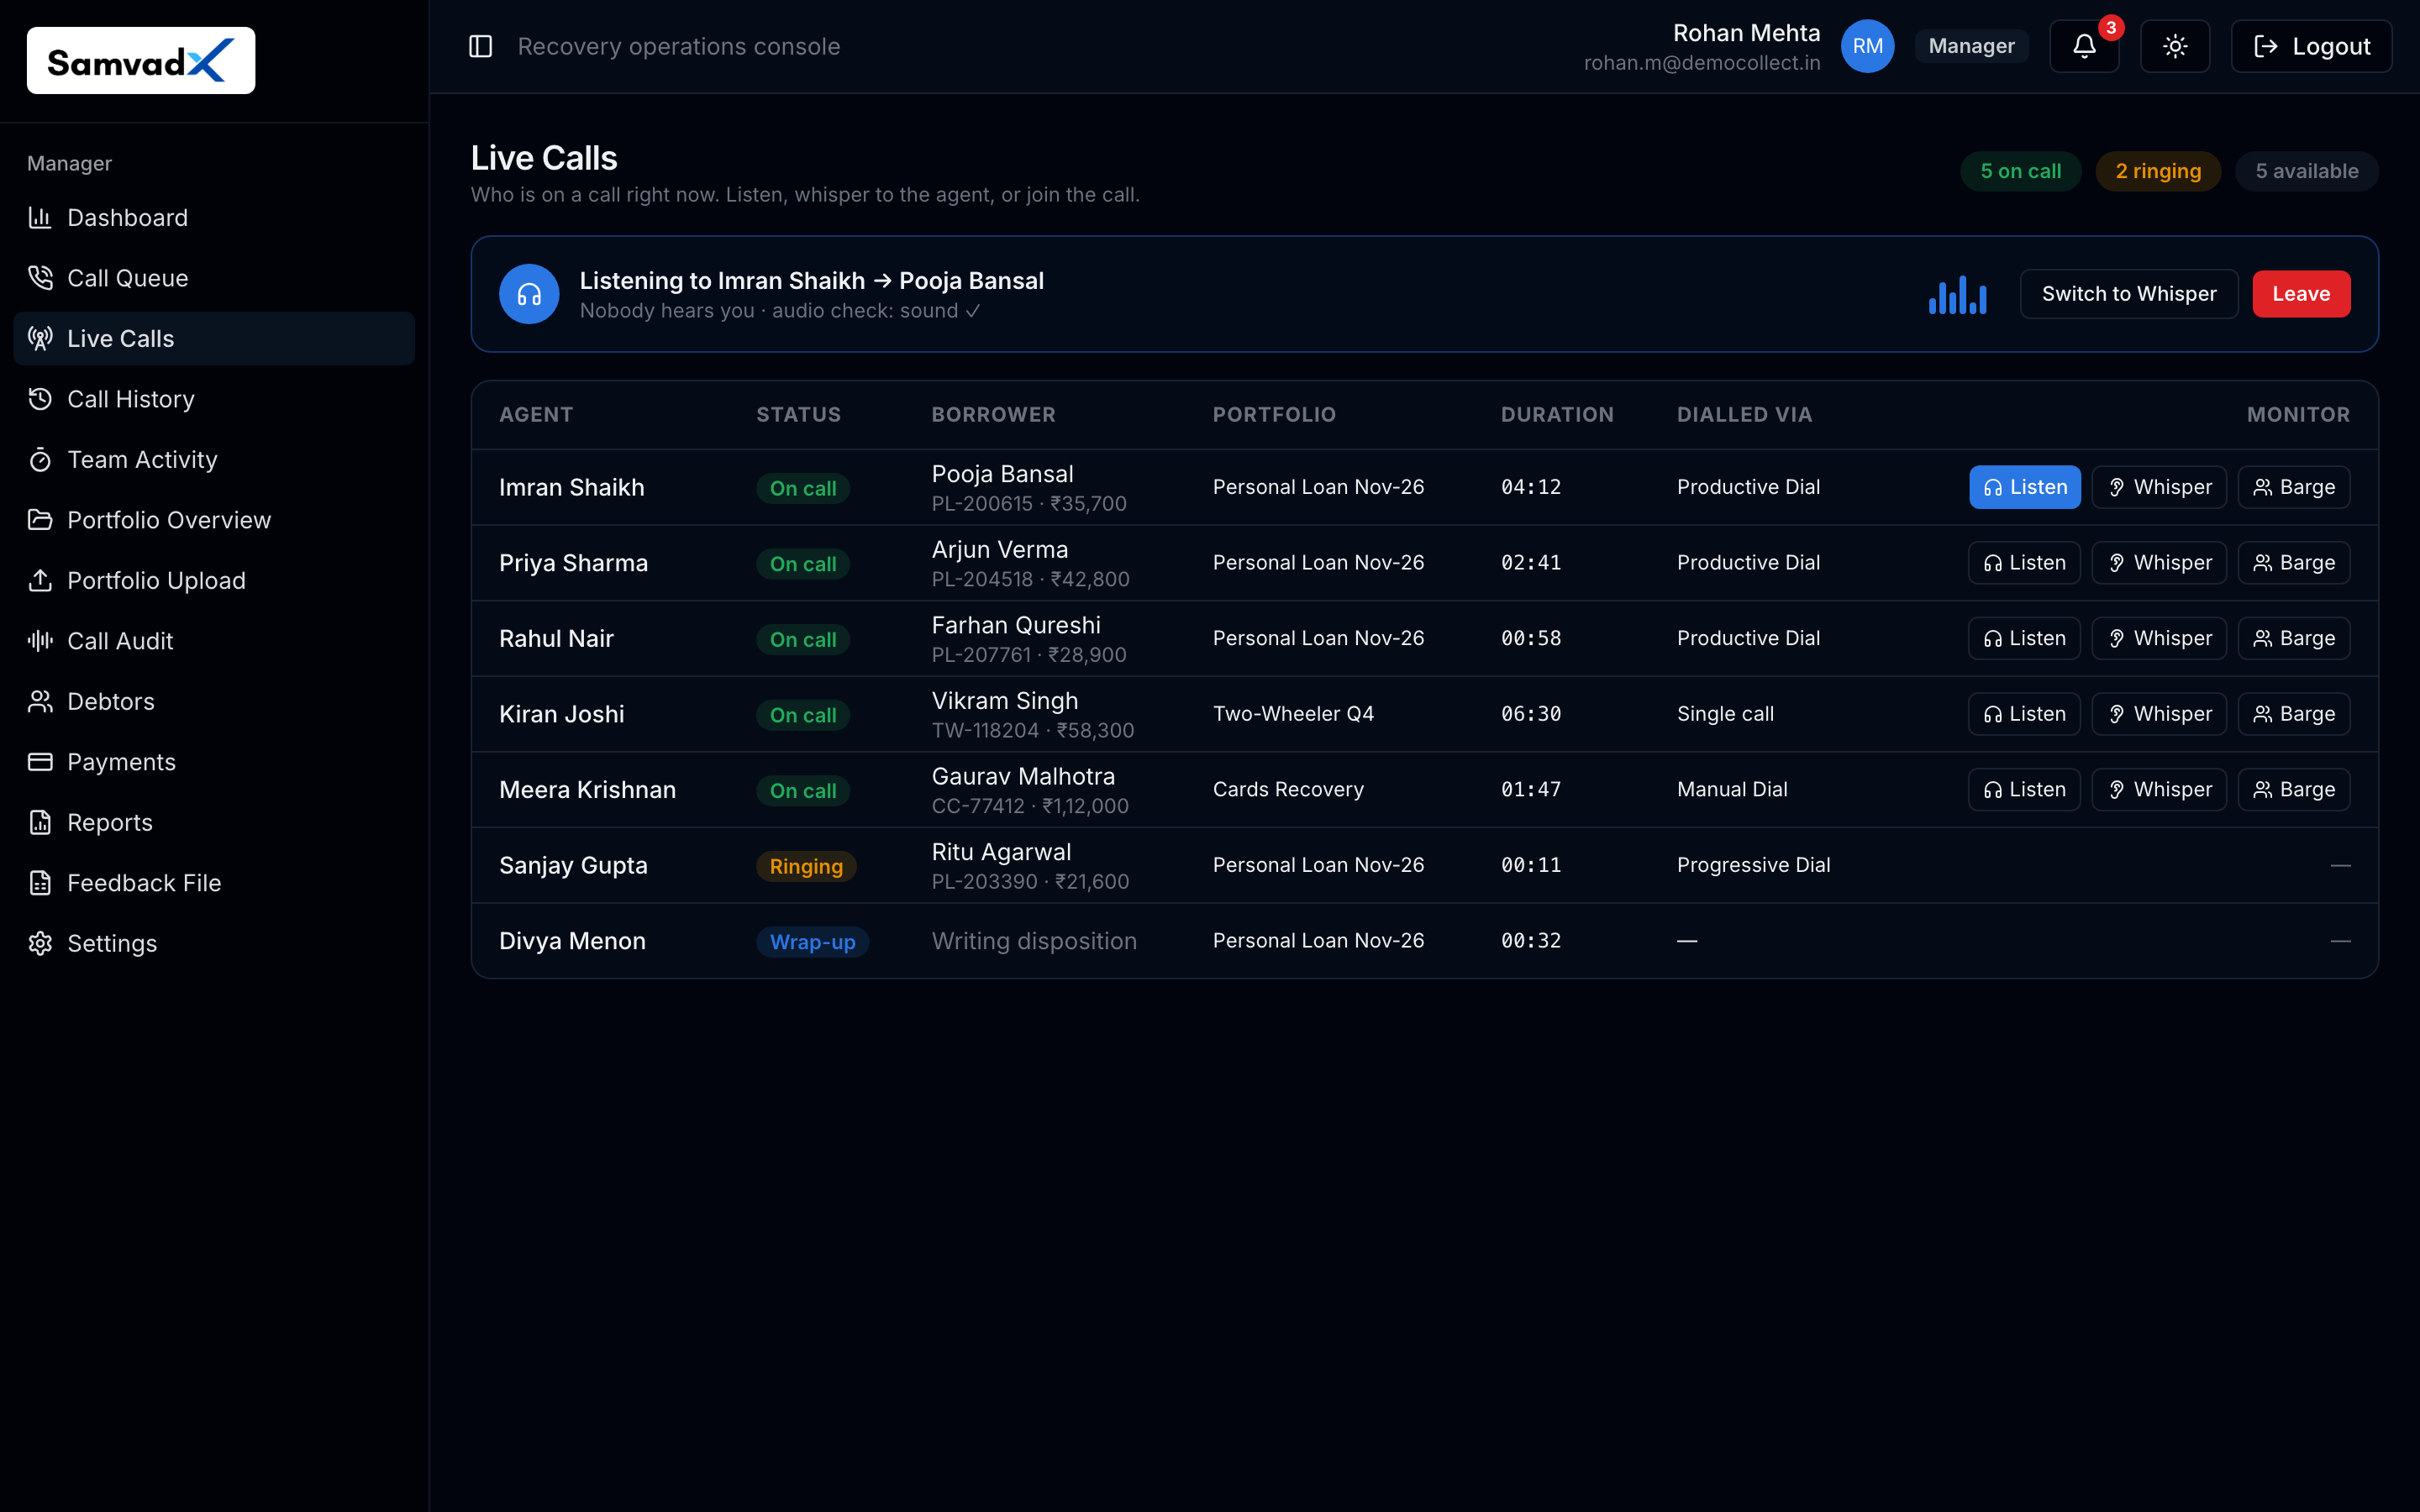 SamvadX
Recovery operations console
Rohan Mehta
rohan.m@democollect.in
RM
Manager
3
Logout
Manager
Dashboard
Call Queue
Live Calls
Call History
Team Activity
Portfolio Overview
Portfolio Upload
Call Audit
Debtors
Payments
Reports
Feedback File
Settings
Live Calls
Who is on a call right now. Listen, whisper to the agent, or join the call.
5 on call 2 ringing 5 available
Listening to Imran Shaikh → Pooja Bansal
Nobody hears you · audio check: sound ✓
Switch to Whisper Leave
AGENT STATUS BORROWER PORTFOLIO DURATION DIALLED VIA MONITOR
Imran Shaikh On call Pooja Bansal Personal Loan Nov-26 04:12 Productive Dial Listen Whisper Barge
PL-200615 · ₹35,700
Priya Sharma On call Arjun Verma Personal Loan Nov-26 02:41 Productive Dial Listen Whisper Barge
PL-204518 · ₹42,800
Rahul Nair On call Farhan Qureshi Personal Loan Nov-26 00:58 Productive Dial Listen Whisper Barge
PL-207761 · ₹28,900
Kiran Joshi On call Vikram Singh Two-Wheeler Q4 06:30 Single call Listen Whisper Barge
TW-118204 · ₹58,300
Meera Krishnan On call Gaurav Malhotra Cards Recovery 01:47 Manual Dial Listen Whisper Barge
CC-77412 · ₹1,12,000
Sanjay Gupta Ringing Ritu Agarwal Personal Loan Nov-26 00:11 Progressive Dial —
PL-203390 · ₹21,600
Divya Menon Wrap-up Writing disposition Personal Loan Nov-26 00:32 — —